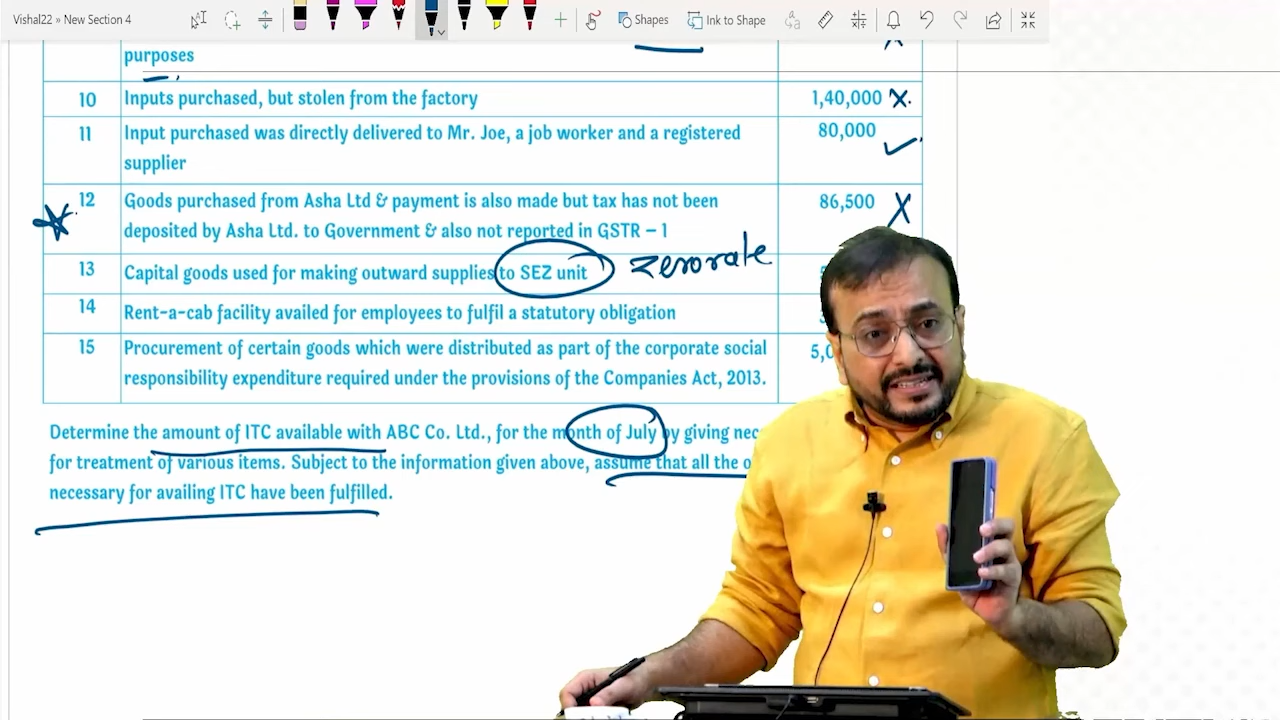 Vishal22 » New Section 4
Shapes
Ink to Shape
purposes
10 Inputs purchased, but stolen from the factory 1,40,000 x
11 Input purchased was directly delivered to Mr. Joe, a job worker and a registered 80,000 ✓
supplier
12 Goods purchased from Asha Ltd & payment is also made but tax has not been 86,500 X
deposited by Asha Ltd. to Government & also not reported in GSTR – 1
13 Capital goods used for making outward supplies to SEZ unit zero rate
14 Rent-a-cab facility availed for employees to fulfil a statutory obligation
15 Procurement of certain goods which were distributed as part of the corporate social 5,0
responsibility expenditure required under the provisions of the Companies Act, 2013.
Determine the amount of ITC available with ABC Co. Ltd., for the month of July by giving nec
for treatment of various items. Subject to the information given above, assume that all the o
necessary for availing ITC have been fulfilled.